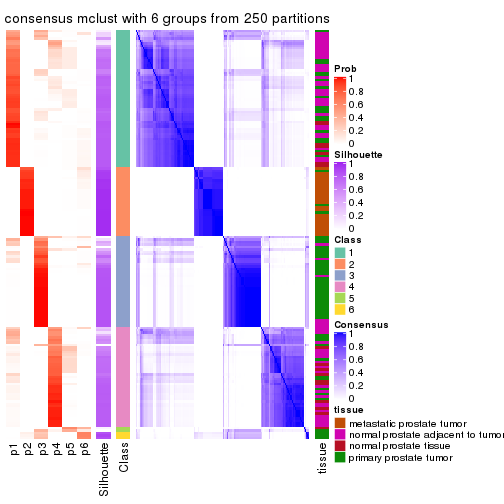 consensus mclust with 6 groups from 250 partitions
Prob
1
0.8
0.6
0.4
0.2
0
Silhouette
1
0.8
0.6
0.4
0.2
0
Class
1
2
3
4
5
6
Consensus
1
0.8
0.6
0.4
0.2
0
tissue
metastatic prostate tumor
normal prostate adjacent to tumor
normal prostate tissue
primary prostate tumor
p1
p2
p3
p4
p5
p6
Silhouette
Class
tissue